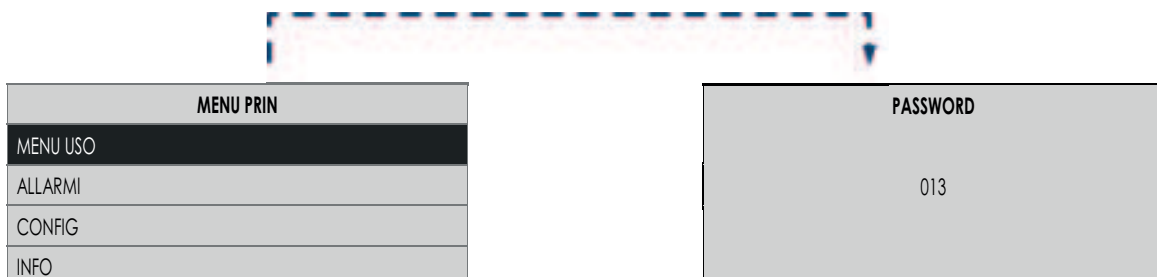 MENU PRIN
MENU USO
ALLARMI
CONFIG
INFO
PASSWORD
013